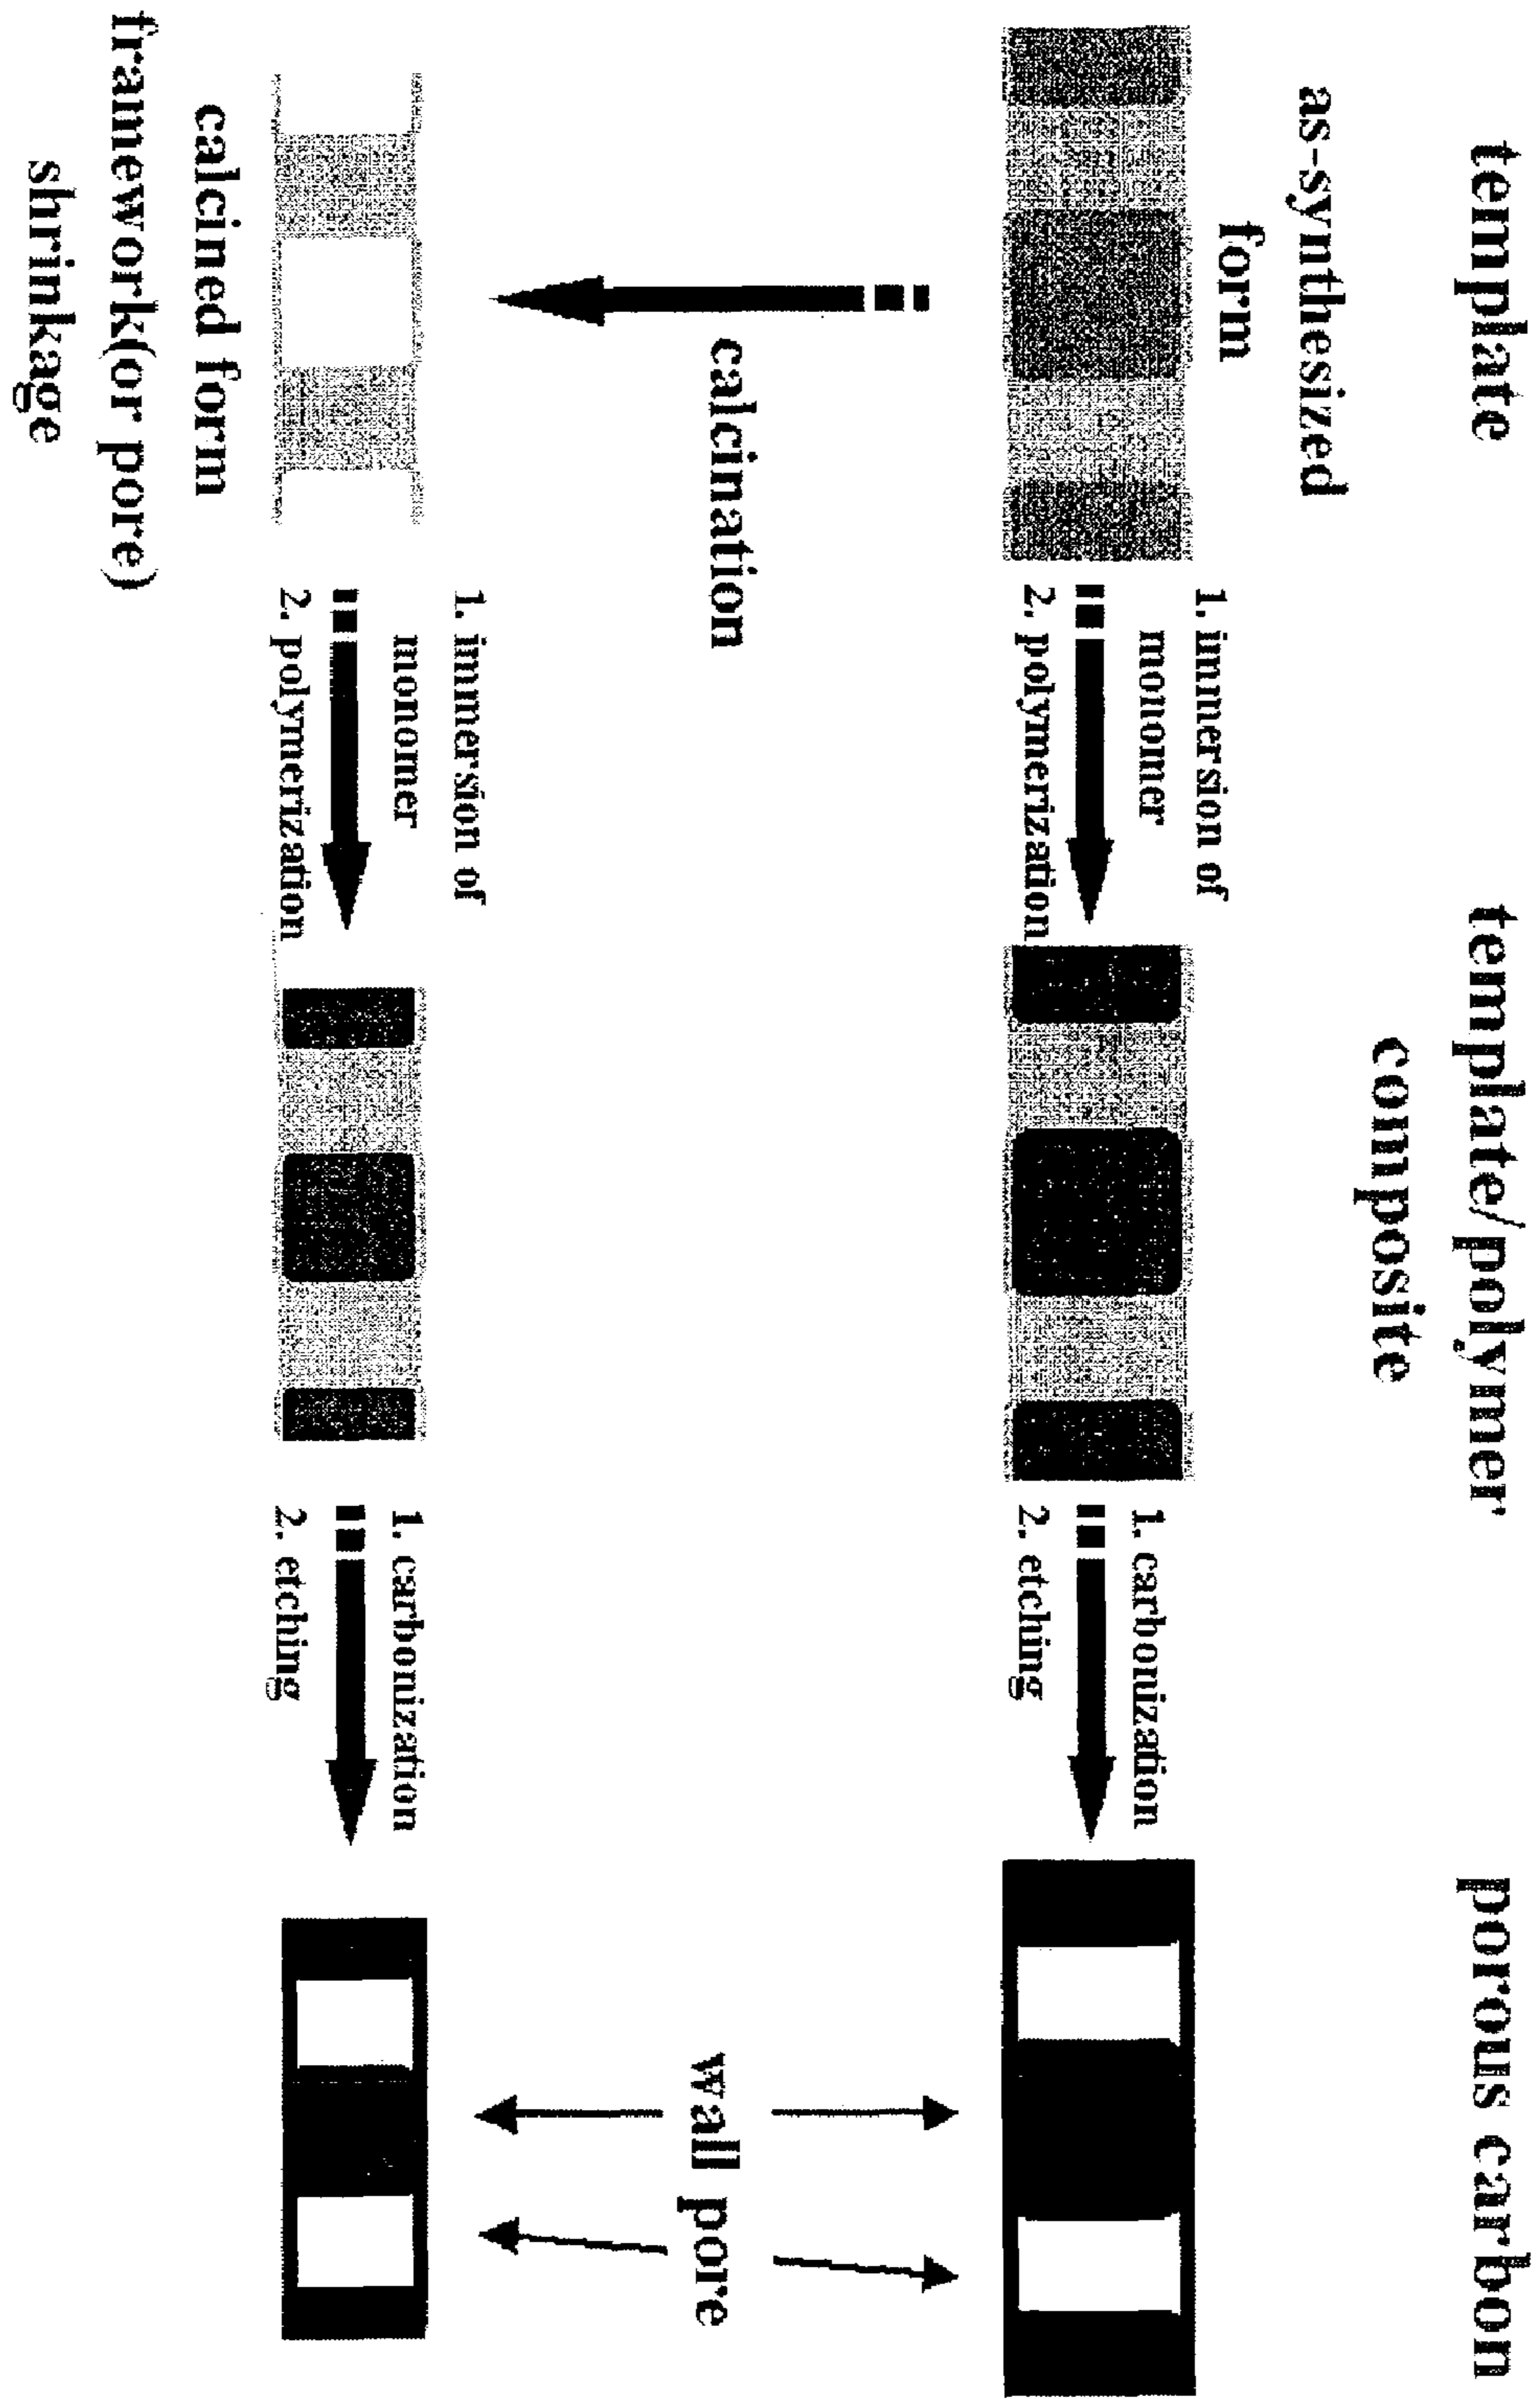 template
template/polymer
composite
porous carbon
as-synthesized
form
1. immersion of
monomer
2. polymerization
1. carbonization
2. etching
calcination
wall pore
1. immersion of
monomer
2. polymerization
1. carbonization
2. etching
calcined form
framework(or pore)
shrinkage